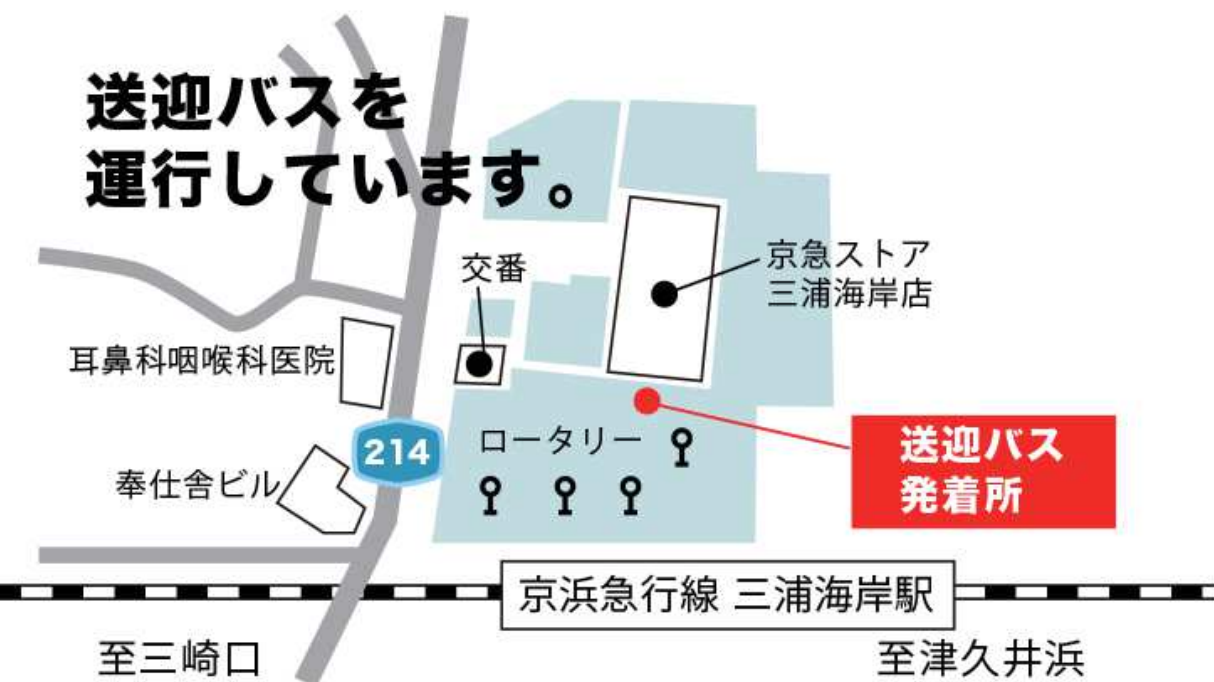 送迎バスを
運行しています。
交番
京急ストア
三浦海岸店
耳鼻科咽喉科医院
214
ロータリー
送迎バス
発着所
奉仕舎ビル
京浜急行線 三浦海岸駅
至三崎口
至津久井浜